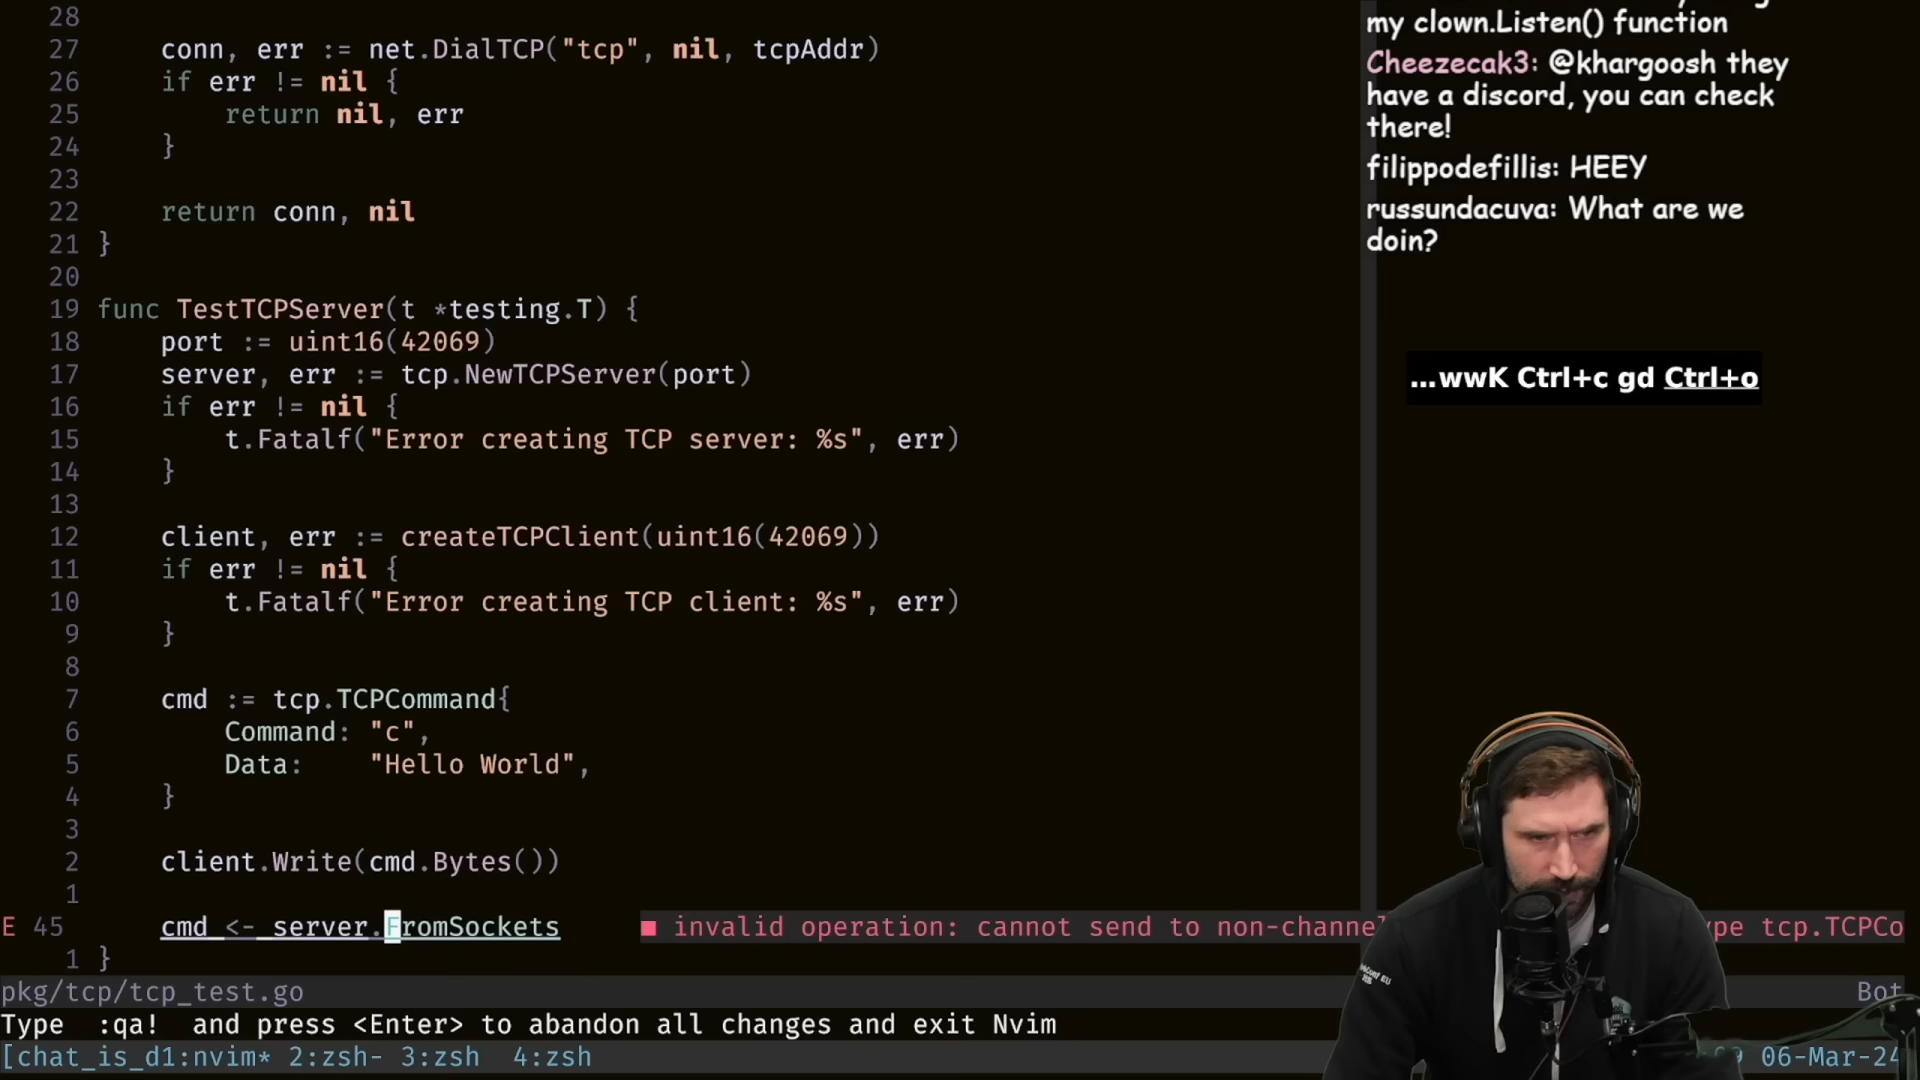 28
27 conn, err := net.DialTCP("tcp", nil, tcpAddr)
26 if err != nil {
25 return nil, err
24 }
23
22 return conn, nil
21 }
20
19 func TestTCPServer(t *testing.T) {
18 port := uint16(42069)
17 server, err := tcp.NewTCPServer(port)
16 if err != nil {
15 t.Fatalf("Error creating TCP server: %s", err)
14 }
13
12 client, err := createTCPClient(uint16(42069))
11 if err != nil {
10 t.Fatalf("Error creating TCP client: %s", err)
9 }
8
7 cmd := tcp.TCPCommand{
6 Command: "c",
5 Data: "Hello World",
4 }
3
2 client.Write(cmd.Bytes())
1
E 45 cmd <- server.FromSockets ■ invalid operation: cannot send to non-channe tcp.TCPCo
1 }
pkg/tcp/tcp_test.go Bot
Type :qa! and press <Enter> to abandon all changes and exit Nvim
[chat_is_d1:nvim* 2:zsh- 3:zsh 4:zsh 06-Mar-24
my clown.Listen() function
Cheezecak3: @khargoosh they
have a discord, you can check
there!
filippodefillis: HEEY
russundacuva: What are we
doin?
...wwK Ctrl+c gd Ctrl+o